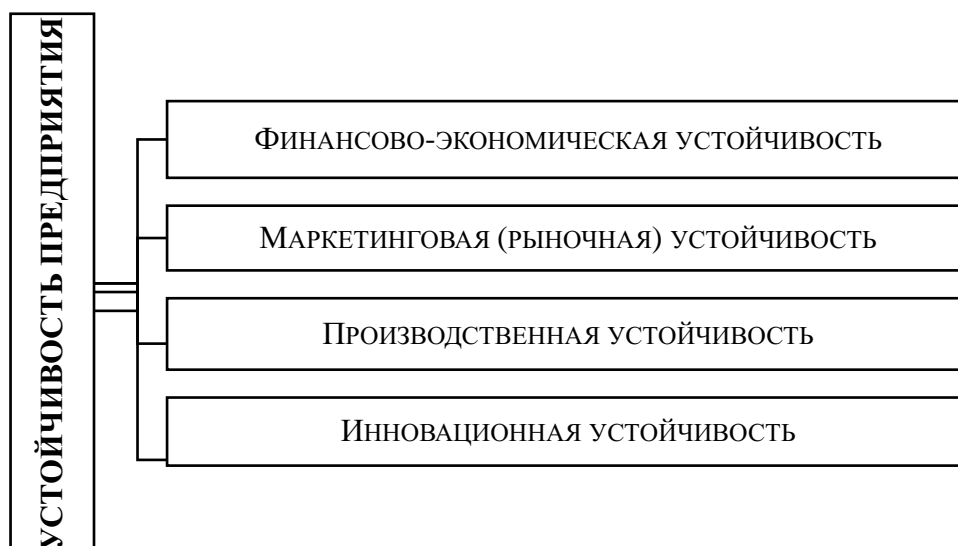 УСТОЙЧИВОСТЬ ПРЕДПРИЯТИЯ
ФИНАНСОВО-ЭКОНОМИЧЕСКАЯ УСТОЙЧИВОСТЬ
МАРКЕТИНГОВАЯ (РЫНОЧНАЯ) УСТОЙЧИВОСТЬ
ПРОИЗВОДСТВЕННАЯ УСТОЙЧИВОСТЬ
ИННОВАЦИОННАЯ УСТОЙЧИВОСТЬ